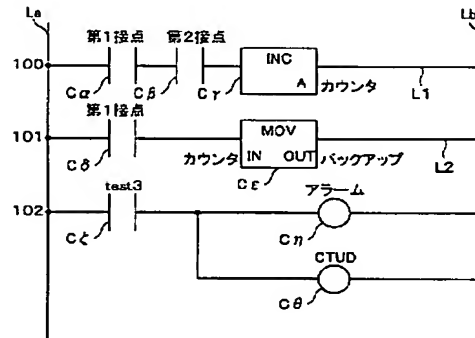 La
Lb
第1接点 第2接点
100
INC
A
カウンタ
Cα
Cβ
Cγ
L1
第1接点
101
MOV
カウンタ IN OUT バックアップ
Cδ
Cε
L2
test3
アラーム
102
Cζ
Cη
CTUD
Cθ